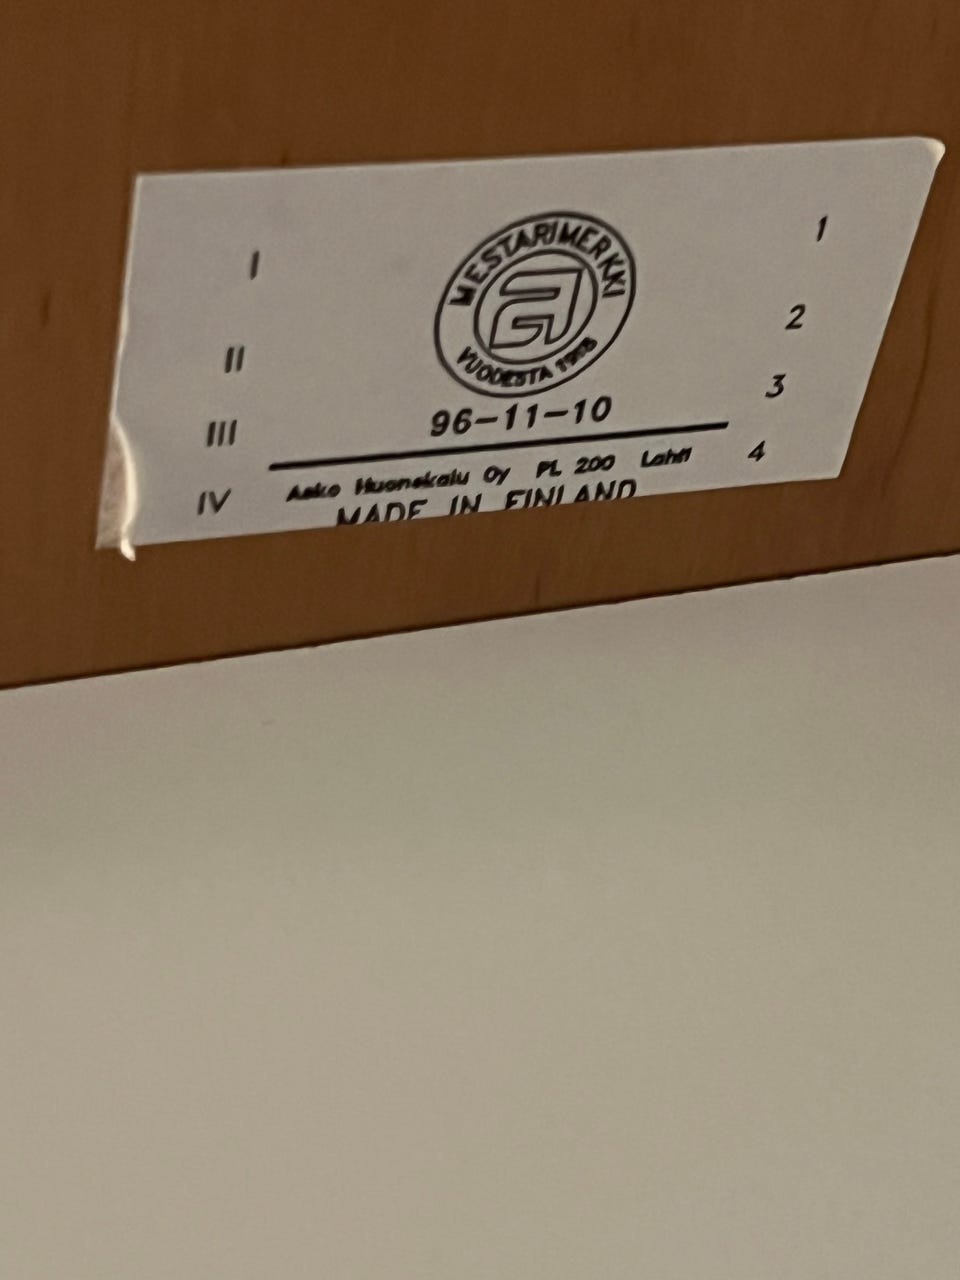 MESTARIMERKKI
VUODESTA 1918
96-11-10
Asko Huonekalu Oy PL 200 Lahti
MADE IN FINLAND
I
II
III
IV
1
2
3
4